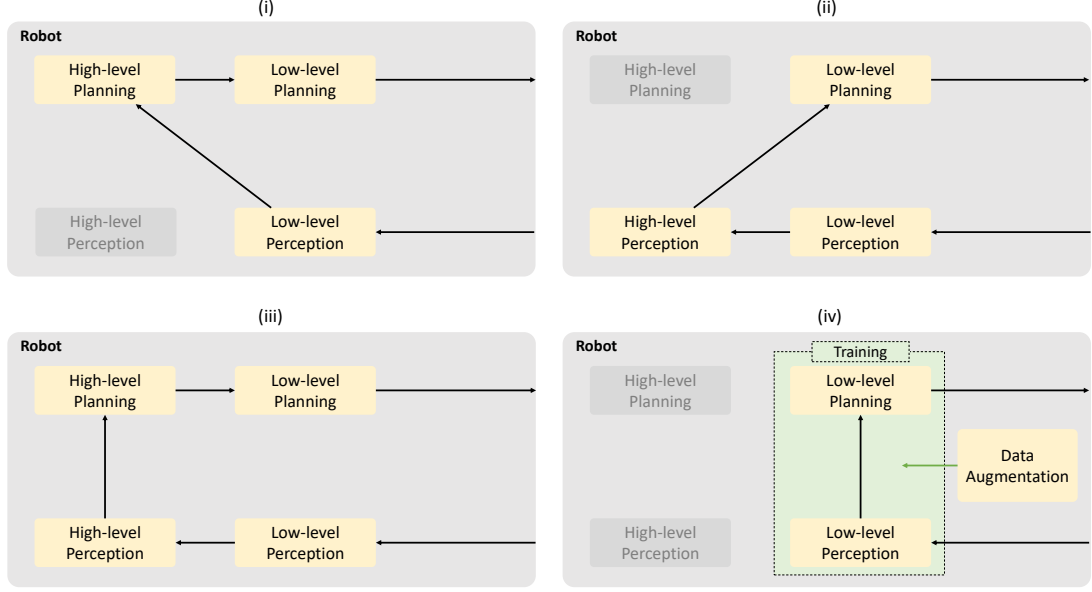 (i)
Robot
High-level
Planning
Low-level
Planning
High-level
Perception
Low-level
Perception
(ii)
Robot
High-level
Planning
Low-level
Planning
High-level
Perception
Low-level
Perception
(iii)
Robot
High-level
Planning
Low-level
Planning
High-level
Perception
Low-level
Perception
(iv)
Robot
Training
High-level
Planning
Low-level
Planning
Data
Augmentation
High-level
Perception
Low-level
Perception